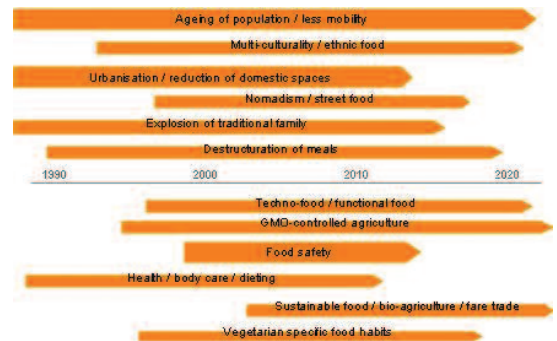 Ageing of population / less mobility
Multi-culturality / ethnic food
Urbanisation / reduction of domestic spaces
Nomadism / street food
Explosion of traditional family
Destructuration of meals
1990 2000 2010 2020
Techno-food / functional food
GMO-controlled agriculture
Food safety
Health / body care / dieting
Sustainable food / bio-agriculture / fare trade
Vegetarian specific food habits